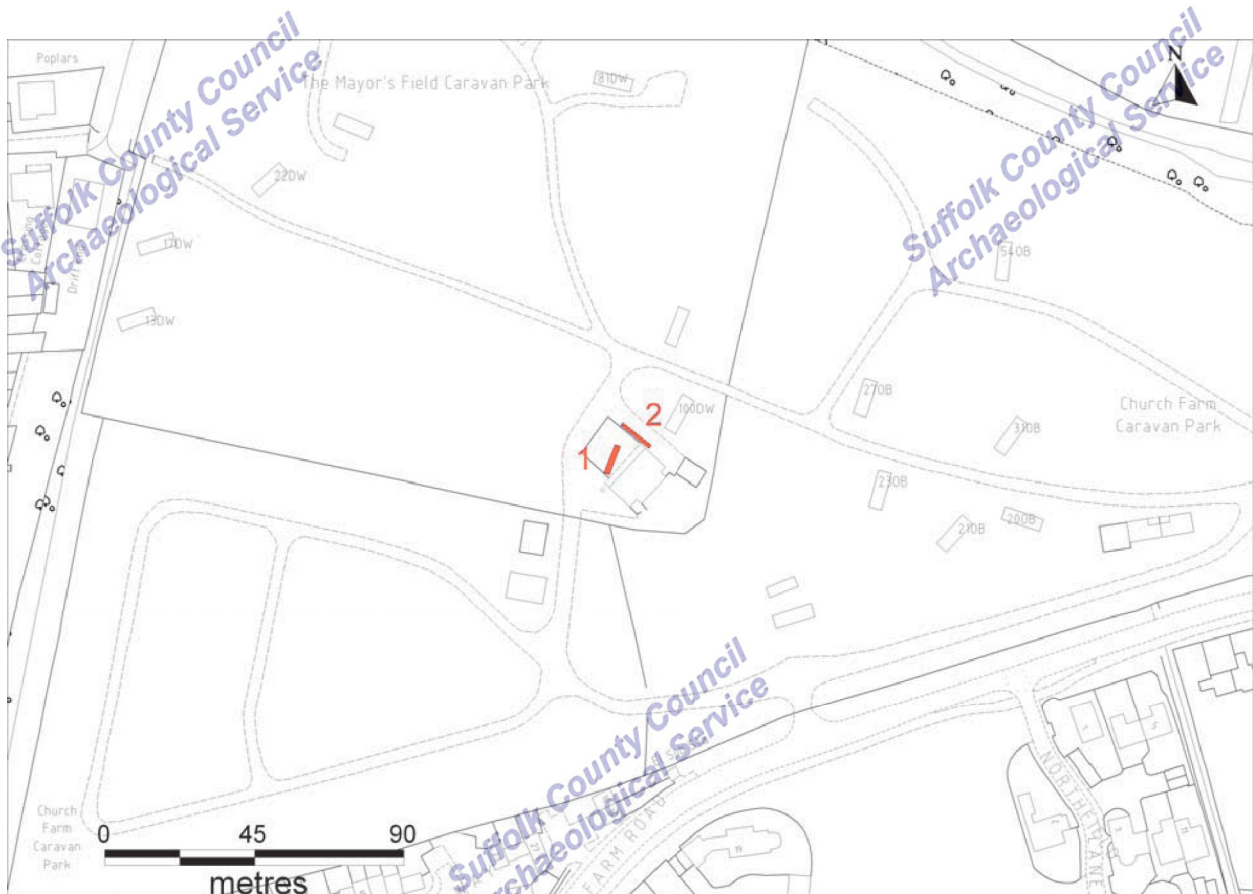 Suffolk County Council
Archaeological Service
Suffolk County Council
Archaeological Service
N
Poplars
The Mayor's Field Caravan Park
81DW
22DW
17DW
13DW
54OB
100DW
27OB
31OB
Church Farm
Caravan Park
2
1
23OB
21OB
20OB
Suffolk County Council
Archaeological Service
FARM ROAD
NORTHFIELD LANE
Church
Farm
Caravan
Park
0 45 90
metres